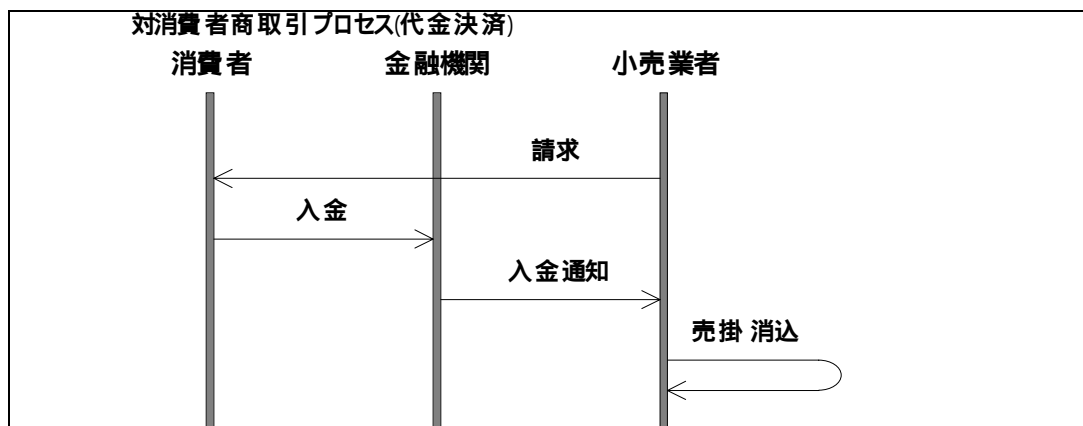 対消費者商取引プロセス(代金決済)
消費者 金融機関 小売業者
請求
入金
入金通知
売掛 消込